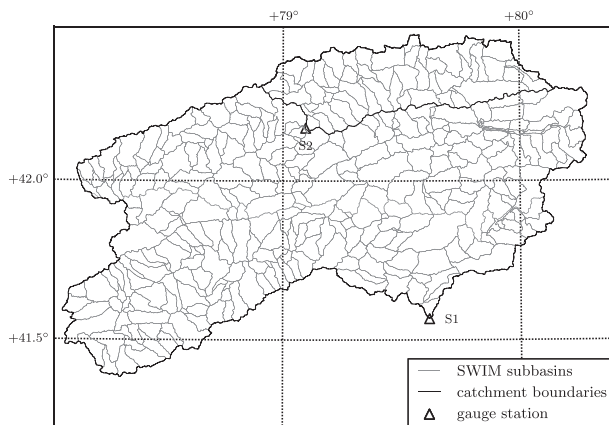 +79° +80°
S2
+42.0°
S1
+41.5°
SWIM subbasins
catchment boundaries
gauge station